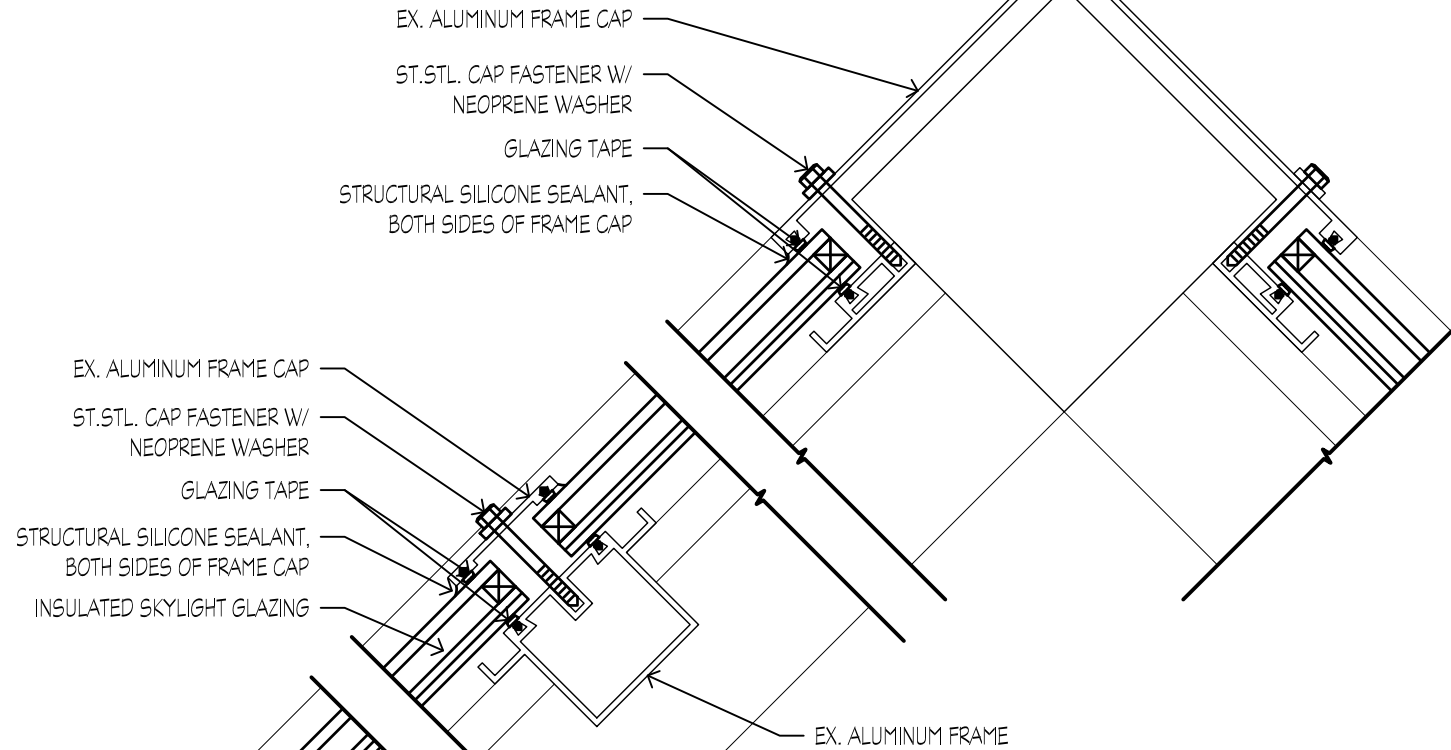 EX. ALUMINUM FRAME CAP
ST.STL. CAP FASTENER W/
NEOPRENE WASHER
GLAZING TAPE
STRUCTURAL SILICONE SEALANT,
BOTH SIDES OF FRAME CAP
EX. ALUMINUM FRAME CAP
ST.STL. CAP FASTENER W/
NEOPRENE WASHER
GLAZING TAPE
STRUCTURAL SILICONE SEALANT,
BOTH SIDES OF FRAME CAP
INSULATED SKYLIGHT GLAZING
EX. ALUMINUM FRAME